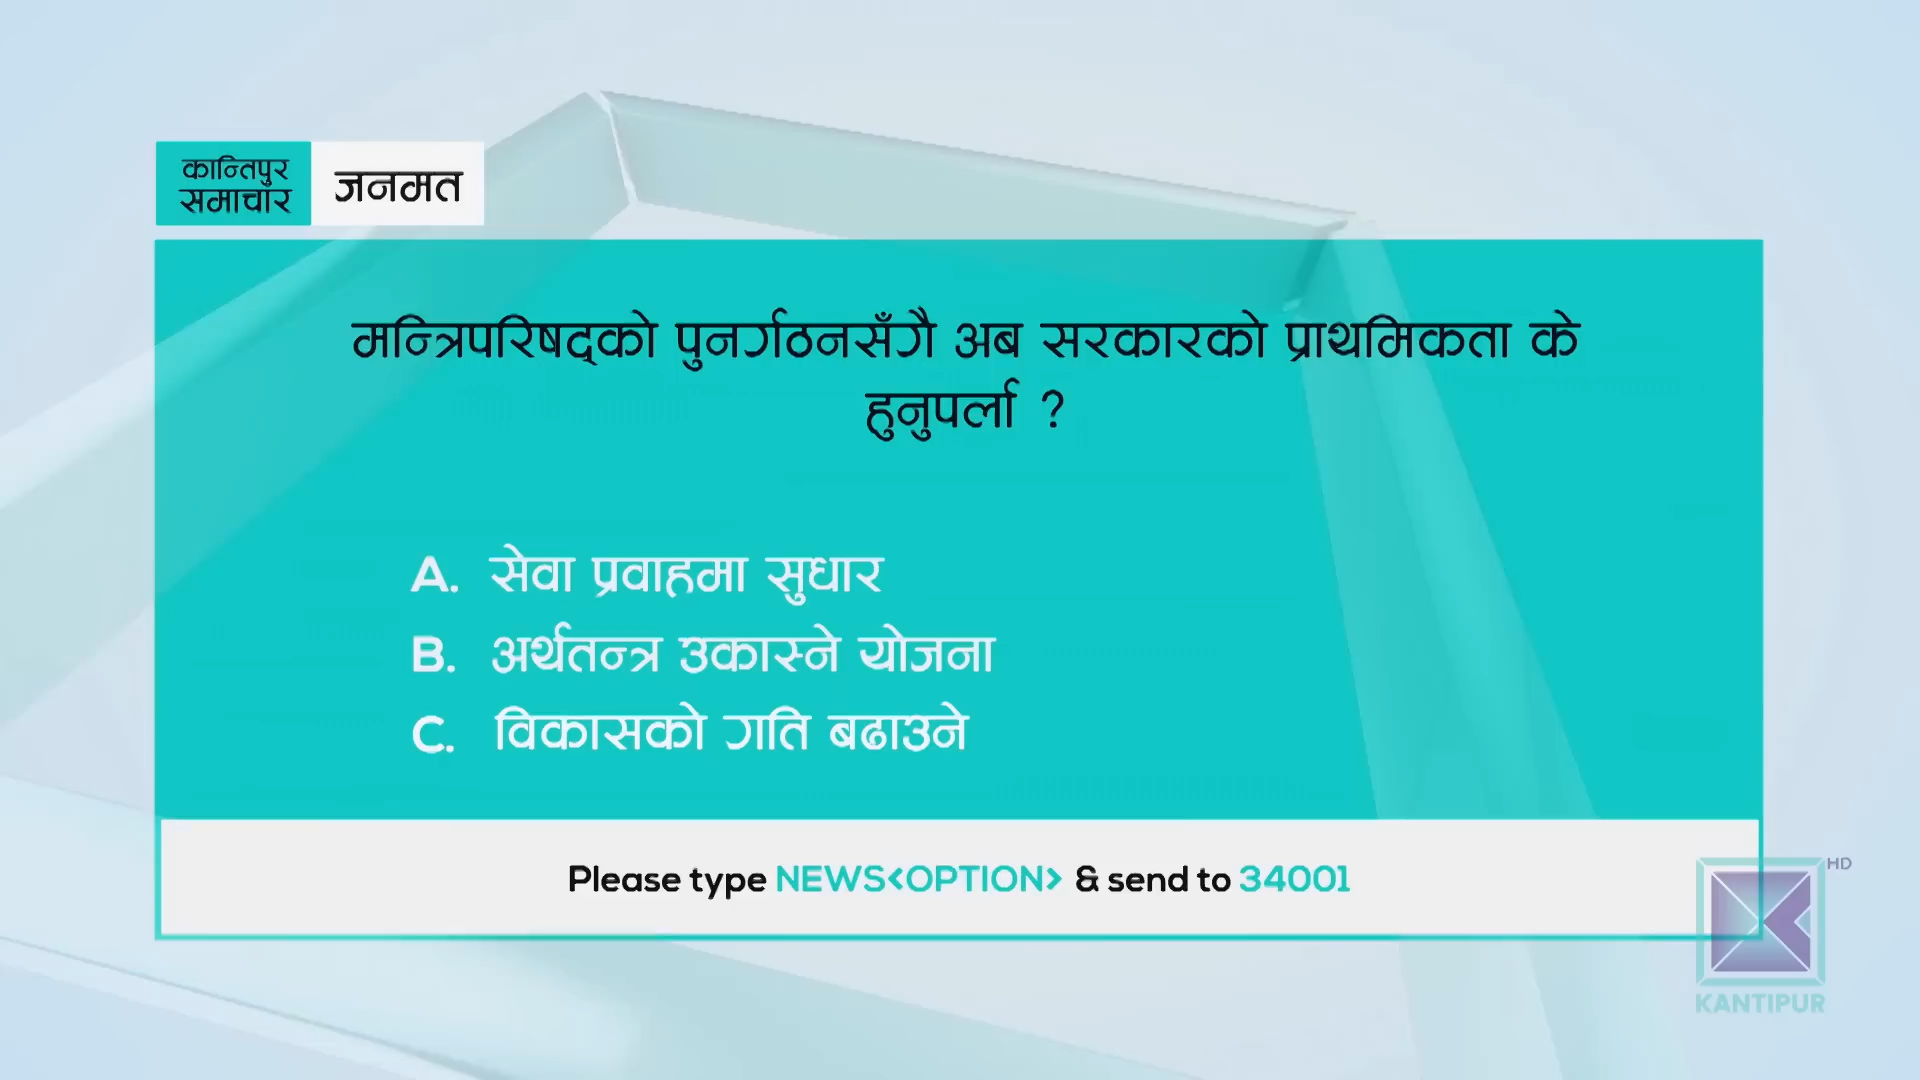 कान्तिपुर
समाचार
जनमत
मन्त्रिपरिषद्को पुनर्गठनसँगै अब सरकारको प्राथमिकता के
हुनुपर्ला ?
A. सेवा प्रवाहमा सुधार
B. अर्थतन्त्र उकास्ने योजना
C. विकासको गति बढाउने
Please type NEWS<OPTION> & send to 34001
HD
KANTIPUR